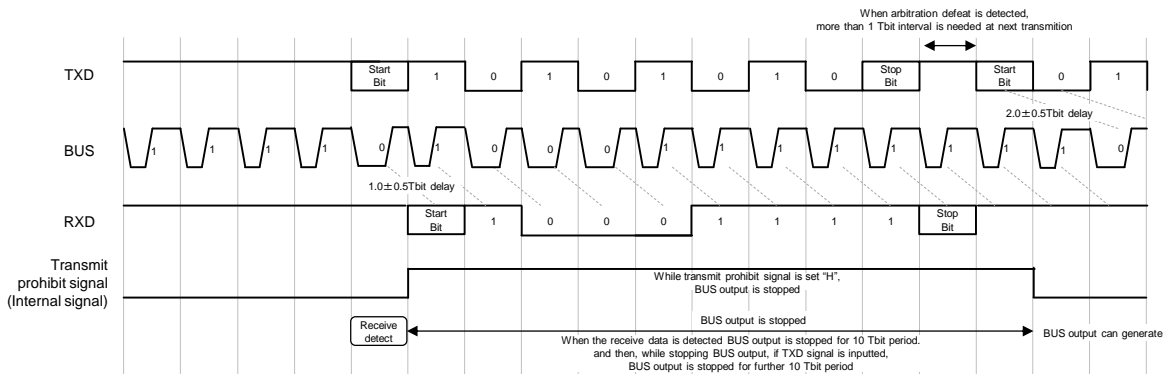 When arbitration defeat is detected,
more than 1 Tbit interval is needed at next transmition
TXD
Start
Bit
1 0 1 0 1 0 1 0
Stop
Bit
Start
Bit
0 1
2.0±0.5Tbit delay
BUS
1 1 1 1 0 1 0 0 0 1 1 1 1 1 1 1 1 0
1.0±0.5Tbit delay
RXD
Start
Bit
1 0 0 0 1 1 1 1
Stop
Bit
Transmit
prohibit signal
(Internal signal)
While transmit prohibit signal is set "H",
BUS output is stopped
Receive
detect
BUS output is stopped
BUS output can generate
When the receive data is detected BUS output is stopped for 10 Tbit period.
and then, while stopping BUS output, if TXD signal is inputted,
BUS output is stopped for further 10 Tbit period